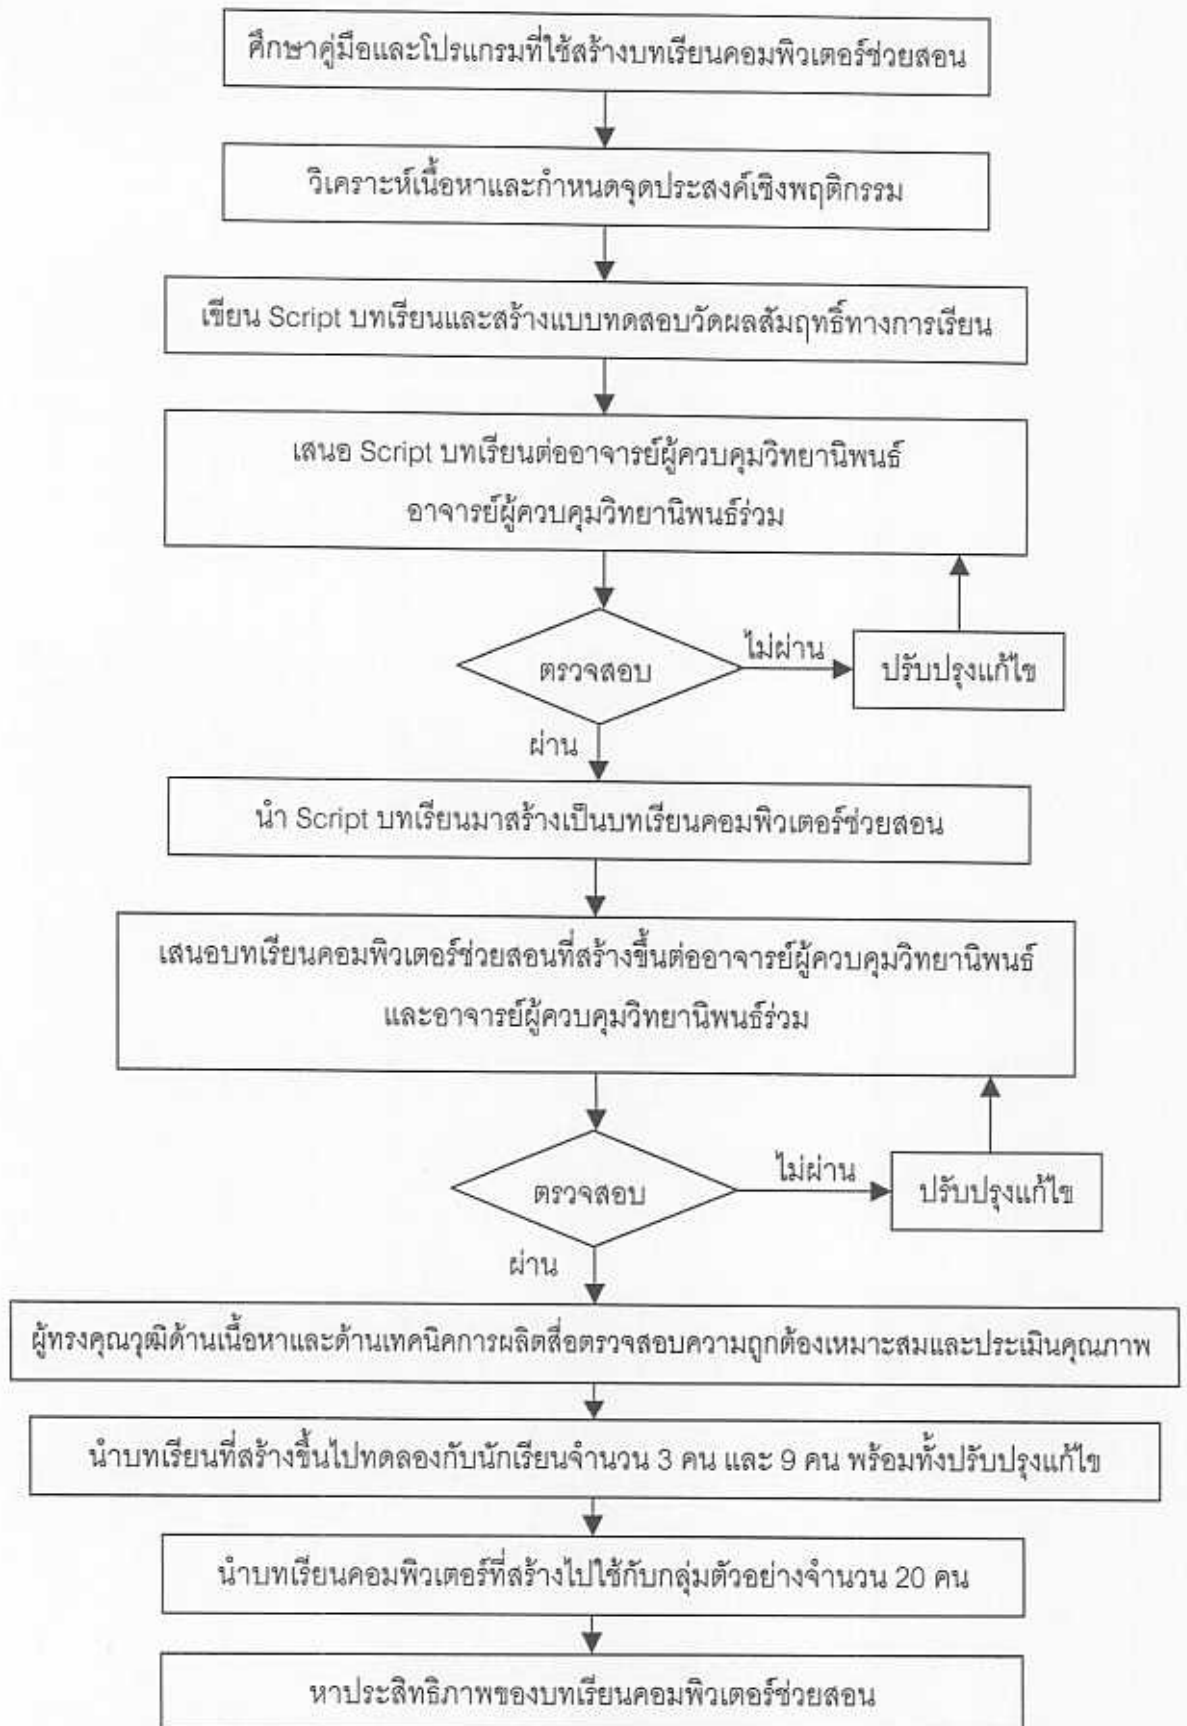 ศึกษาคู่มือและโปรแกรมที่ใช้สร้างบทเรียนคอมพิวเตอร์ช่วยสอน
วิเคราะห์เนื้อหาและกำหนดจุดประสงค์เชิงพฤติกรรม
เขียน Script บทเรียนและสร้างแบบทดสอบวัดผลสัมฤทธิ์ทางการเรียน
เสนอ Script บทเรียนต่ออาจารย์ผู้ควบคุมวิทยานิพนธ์
อาจารย์ผู้ควบคุมวิทยานิพนธ์ร่วม
ตรวจสอบ
ไม่ผ่าน
ปรับปรุงแก้ไข
ผ่าน
นำ Script บทเรียนมาสร้างเป็นบทเรียนคอมพิวเตอร์ช่วยสอน
เสนอบทเรียนคอมพิวเตอร์ช่วยสอนที่สร้างขึ้นต่ออาจารย์ผู้ควบคุมวิทยานิพนธ์
และอาจารย์ผู้ควบคุมวิทยานิพนธ์ร่วม
ตรวจสอบ
ไม่ผ่าน
ปรับปรุงแก้ไข
ผ่าน
ผู้ทรงคุณวุฒิด้านเนื้อหาและด้านเทคนิคการผลิตสื่อตรวจสอบความถูกต้องเหมาะสมและประเมินคุณภาพ
นำบทเรียนที่สร้างขึ้นไปทดลองกับนักเรียนจำนวน 3 คน และ 9 คน พร้อมทั้งปรับปรุงแก้ไข
นำบทเรียนคอมพิวเตอร์ที่สร้างไปใช้กับกลุ่มตัวอย่างจำนวน 20 คน
หาประสิทธิภาพของบทเรียนคอมพิวเตอร์ช่วยสอน